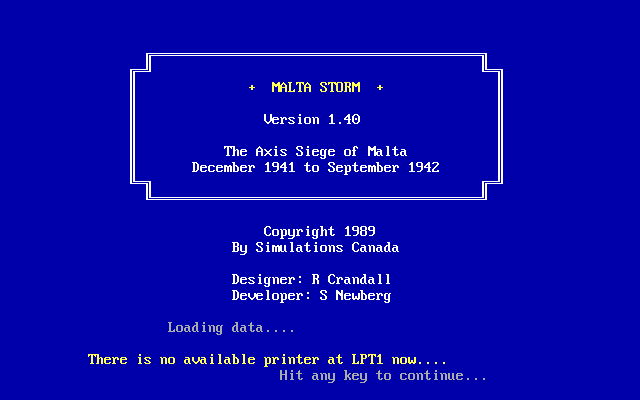 + MALTA STORM +
Version 1.40
The Axis Siege of Malta
December 1941 to September 1942
Copyright 1989
By Simulations Canada
Designer: R Crandall
Developer: S Newberg
Loading data....
There is no available printer at LPT1 now....
Hit any key to continue...